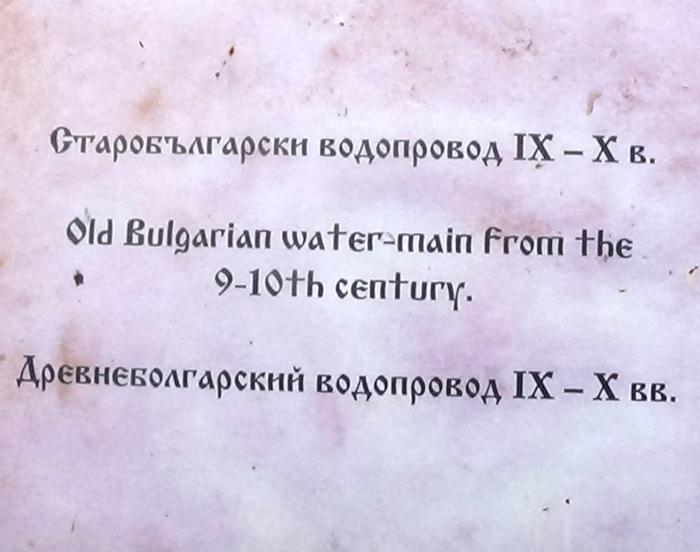 Старобългарски водопровод IX – X в.
Old Bulgarian water-main from the
9-10th century.
Древнеболгарский водопровод IX – X вв.